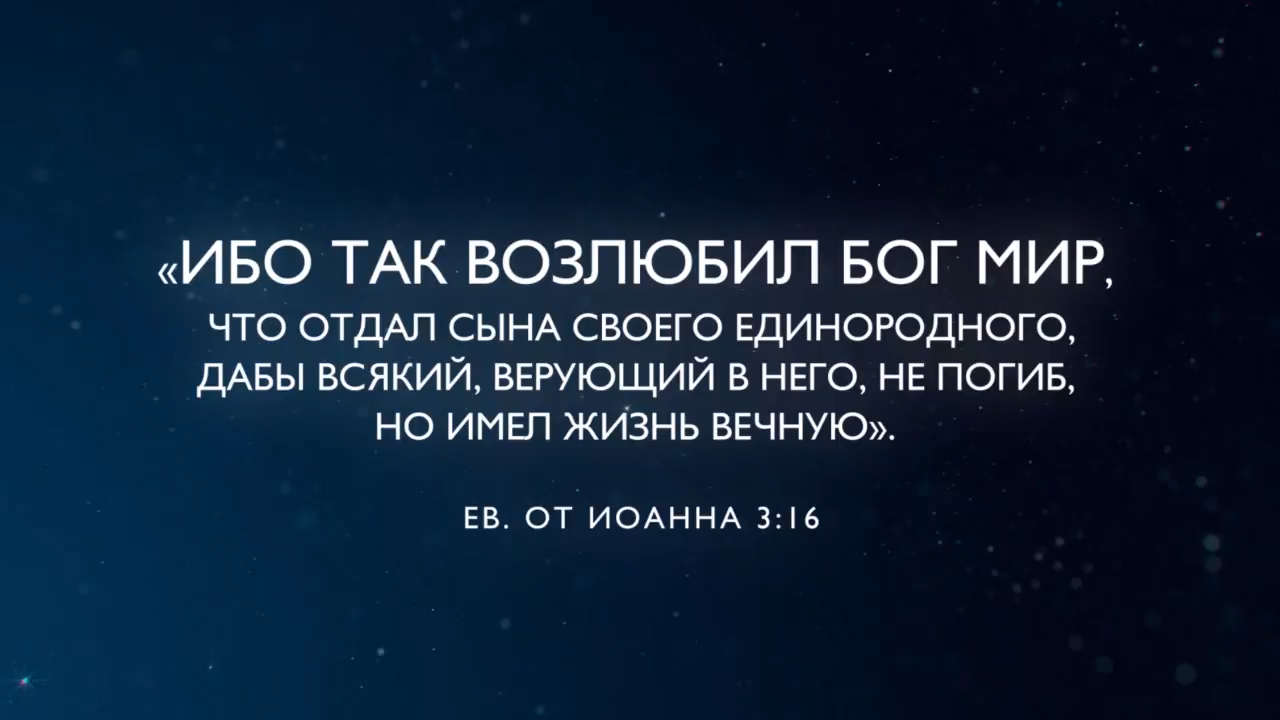 «ИБО ТАК ВОЗЛЮБИЛ БОГ МИР,
ЧТО ОТДАЛ СЫНА СВОЕГО ЕДИНОРОДНОГО,
ДАБЫ ВСЯКИЙ, ВЕРУЮЩИЙ В НЕГО, НЕ ПОГИБ,
НО ИМЕЛ ЖИЗНЬ ВЕЧНУЮ».
ЕВ. ОТ ИОАННА 3:16